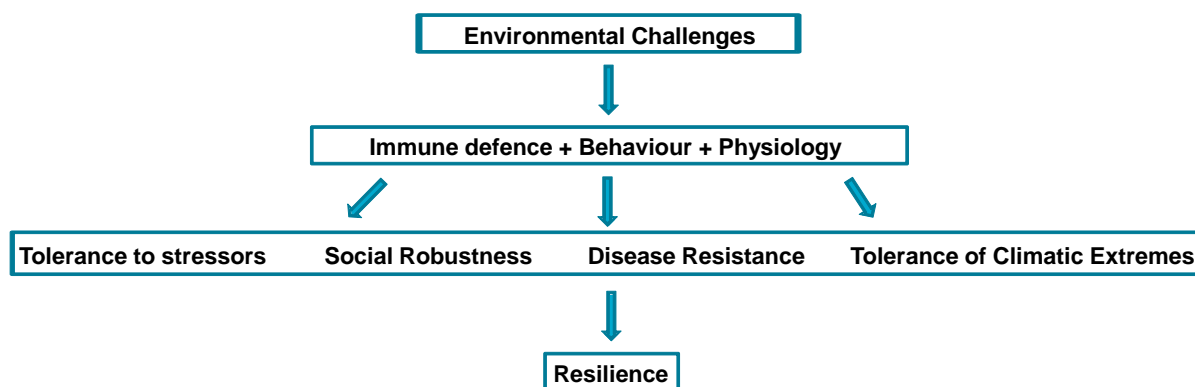 Environmental Challenges
Immune defence + Behaviour + Physiology
Tolerance to stressors Social Robustness Disease Resistance Tolerance of Climatic Extremes
Resilience